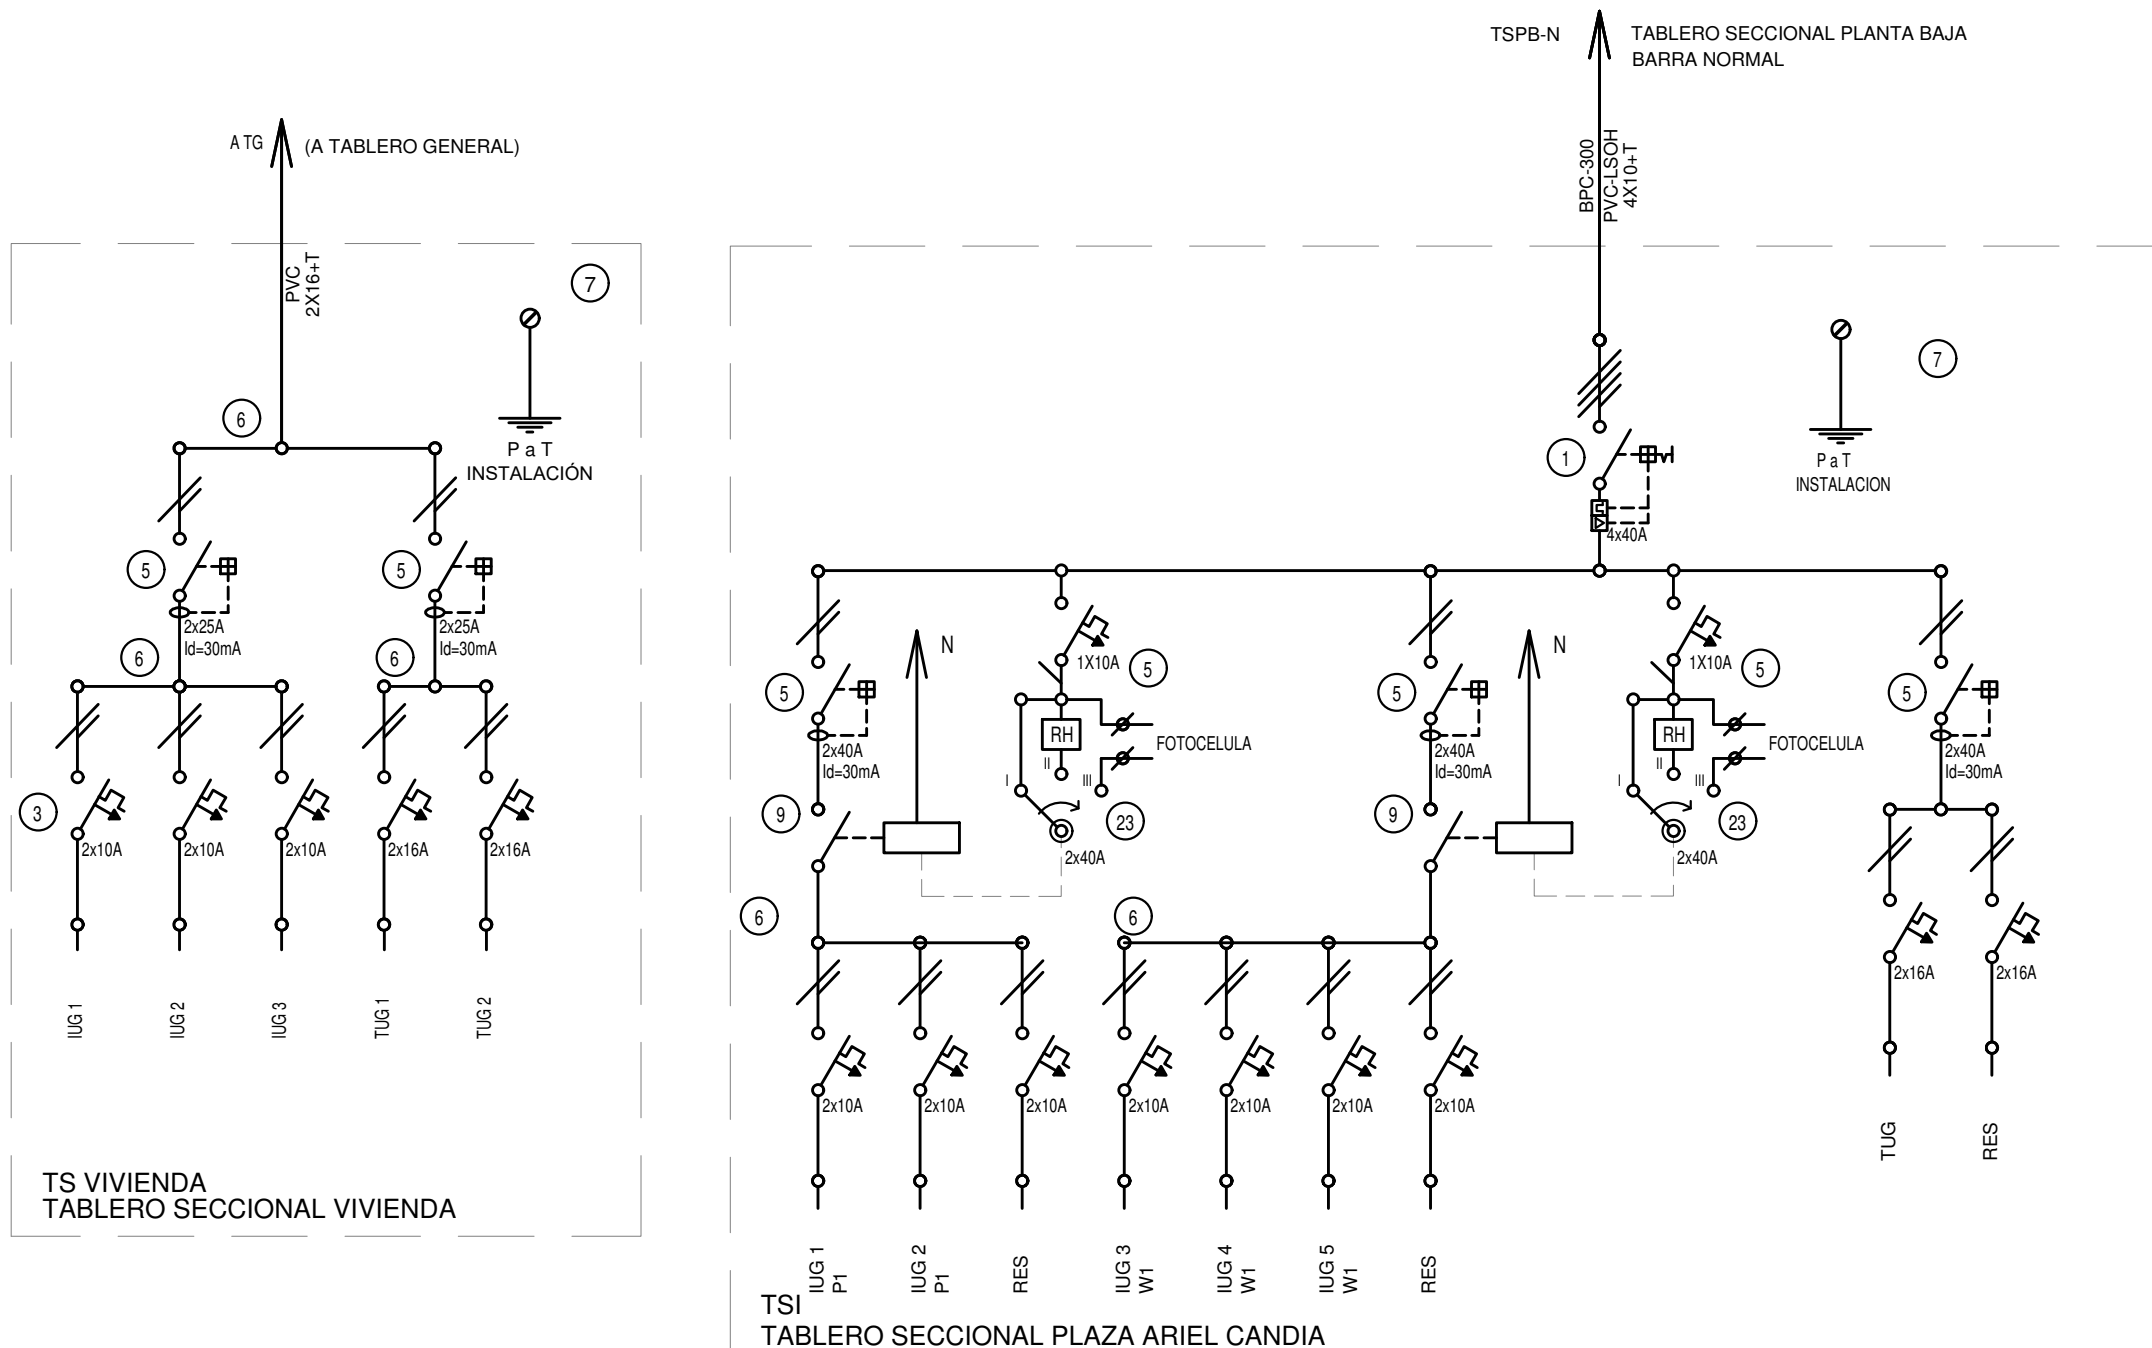 A TG
(A TABLERO GENERAL)
PVC
2X16+T
7
6
P a T
INSTALACIÓN
5
2x25A
Id=30mA
5
2x25A
Id=30mA
6
6
3
2x10A
2x10A
2x10A
2x16A
2x16A
IUG 1
IUG 2
IUG 3
TUG 1
TUG 2
TS VIVIENDA
TABLERO SECCIONAL VIVIENDA
TSPB-N
TABLERO SECCIONAL PLANTA BAJA
BARRA NORMAL
BPC-300
PVC-LSOH
4X10+T
7
1
4x40A
P a T
INSTALACION
5
2x40A
Id=30mA
N
1X10A
5
RH
FOTOCELULA
I
II
III
9
23
2x40A
5
2x40A
Id=30mA
N
1X10A
5
RH
FOTOCELULA
I
II
III
9
23
2x40A
5
2x40A
Id=30mA
6
6
2x16A
2x16A
2x10A
2x10A
2x10A
2x10A
2x10A
2x10A
2x10A
TUG
RES
IUG 1
P1
IUG 2
P1
RES
IUG 3
W1
IUG 4
W1
IUG 5
W1
RES
TSI
TABLERO SECCIONAL PLAZA ARIEL CANDIA